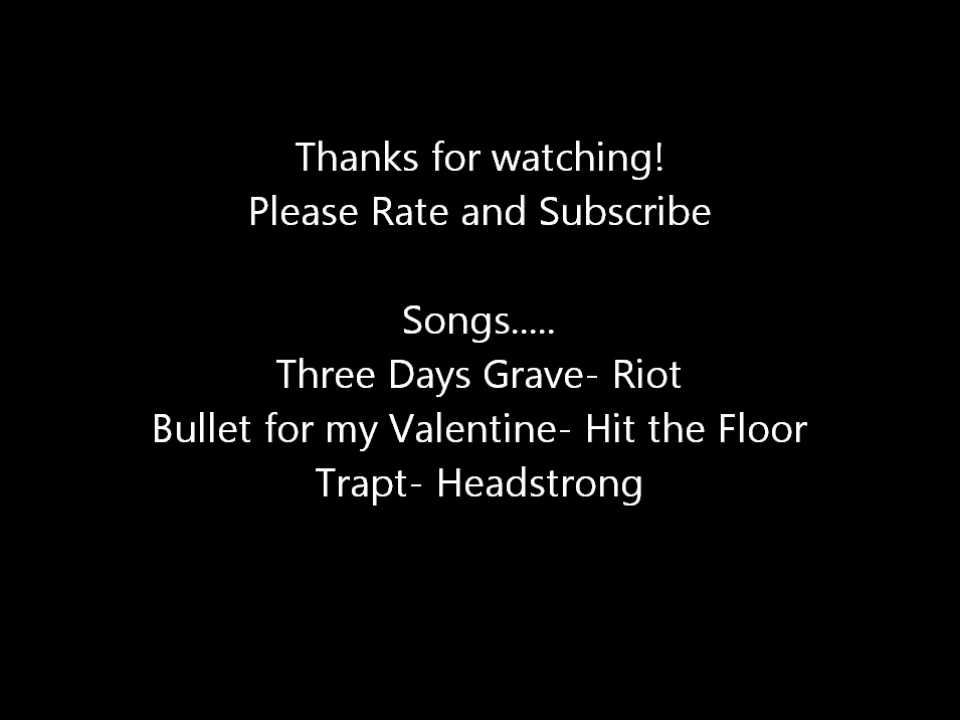 Thanks for watching!
Please Rate and Subscribe
Songs.....
Three Days Grave- Riot
Bullet for my Valentine- Hit the Floor
Trapt- Headstrong